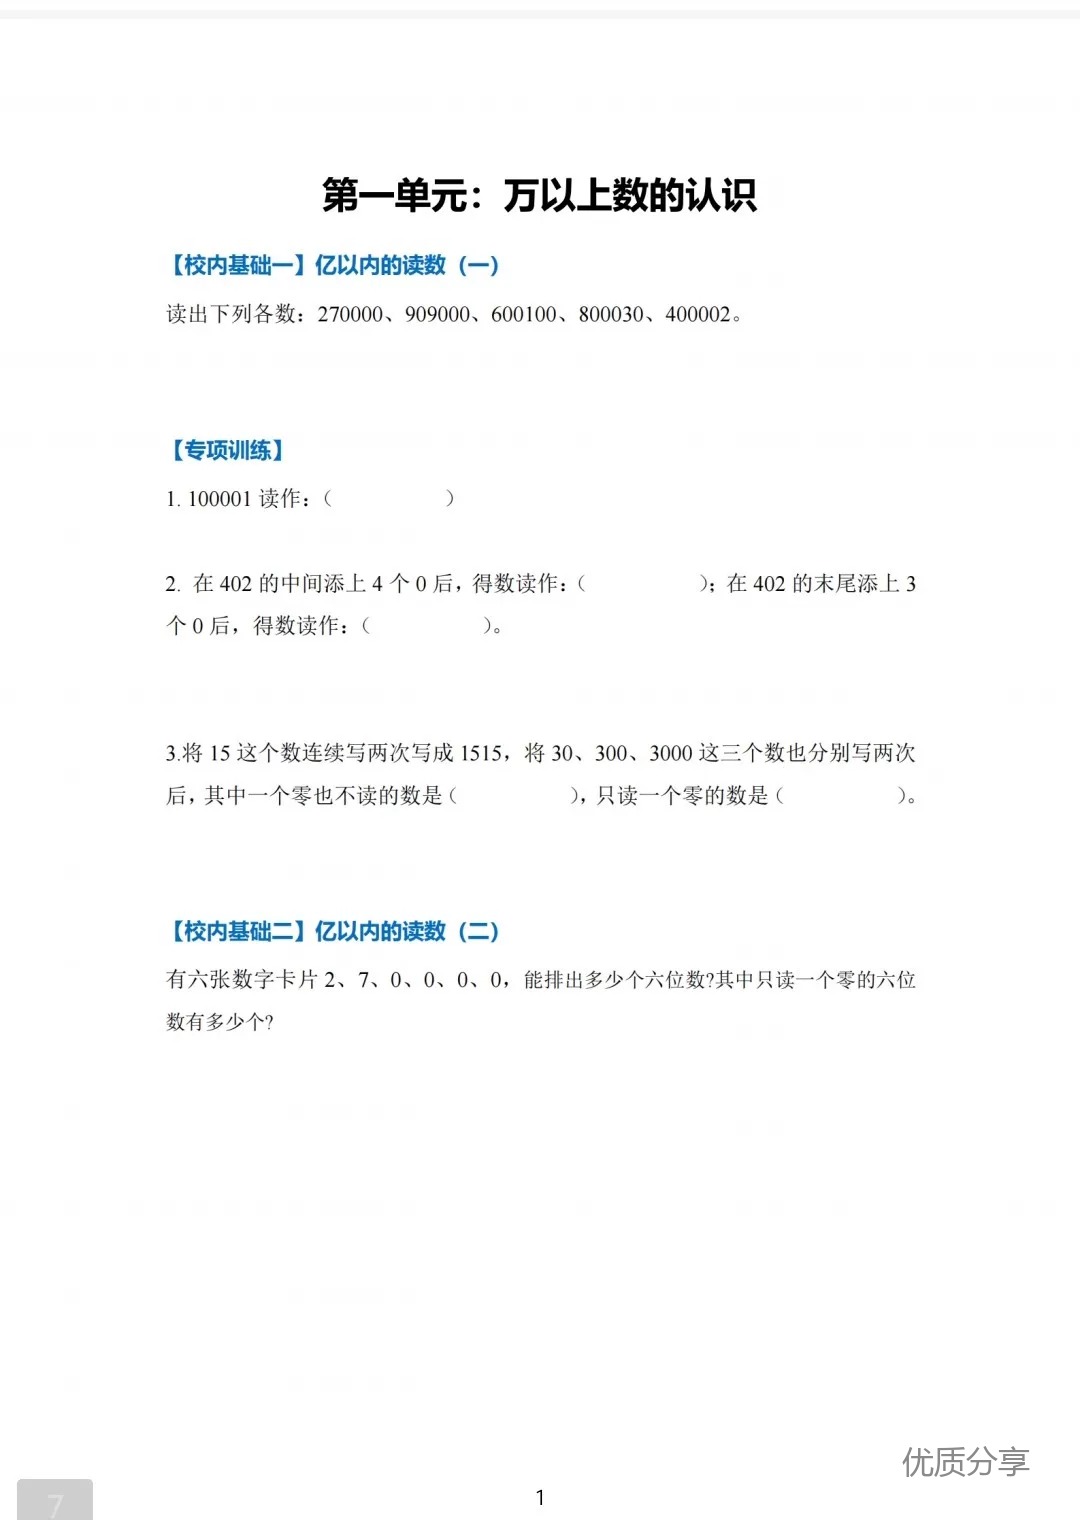 第一单元：万以上数的认识
【校内基础一】亿以内的读数（一）
读出下列各数：270000、909000、600100、800030、400002。
【专项训练】
1. 100001 读作：（　　　　　）
2. 在 402 的中间添上 4 个 0 后，得数读作：（　　　　　）；在 402 的末尾添上 3
个 0 后，得数读作：（　　　　　）。
3.将 15 这个数连续写两次写成 1515，将 30、300、3000 这三个数也分别写两次
后，其中一个零也不读的数是（　　　　　），只读一个零的数是（　　　　　）。
【校内基础二】亿以内的读数（二）
有六张数字卡片 2、7、0、0、0、0，能排出多少个六位数?其中只读一个零的六位
数有多少个?
优质分享
7
1